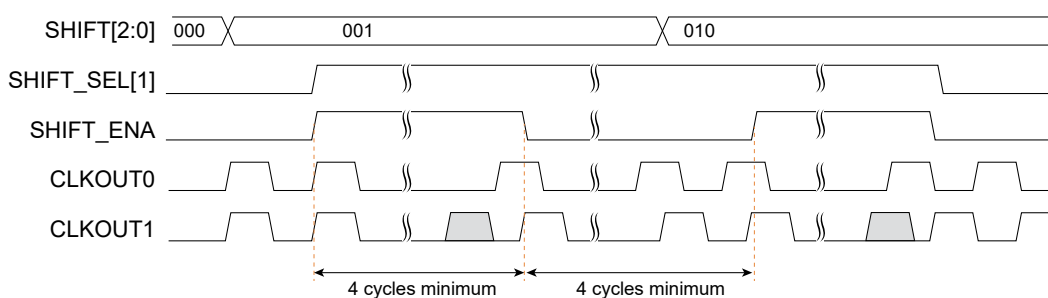 SHIFT[2:0] 000 001 010
SHIFT_SEL[1]
SHIFT_ENA
CLKOUT0
CLKOUT1
4 cycles minimum 4 cycles minimum